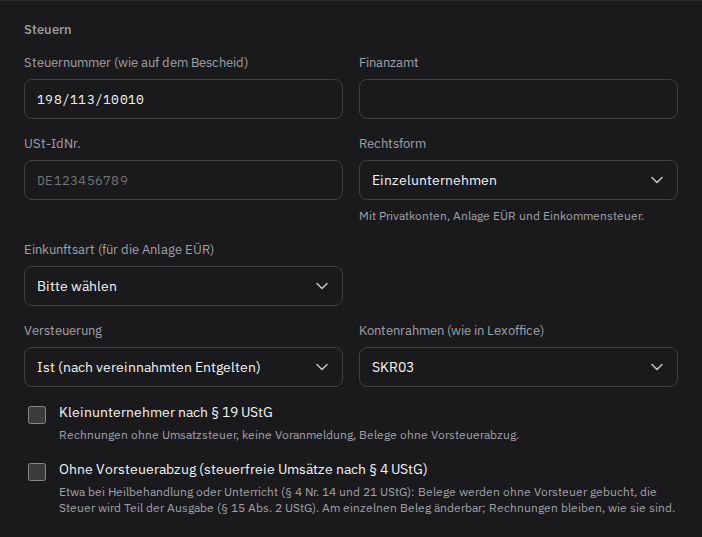 Steuern
Steuernummer (wie auf dem Bescheid)
Finanzamt
198/113/10010
USt-IdNr.
Rechtsform
DE123456789
Einzelunternehmen
Mit Privatkonten, Anlage EÜR und Einkommensteuer.
Einkunftsart (für die Anlage EÜR)
Bitte wählen
Versteuerung
Kontenrahmen (wie in Lexoffice)
Ist (nach vereinnahmten Entgelten)
SKR03
Kleinunternehmer nach § 19 UStG
Rechnungen ohne Umsatzsteuer, keine Voranmeldung, Belege ohne Vorsteuerabzug.
Ohne Vorsteuerabzug (steuerfreie Umsätze nach § 4 UStG)
Etwa bei Heilbehandlung oder Unterricht (§ 4 Nr. 14 und 21 UStG): Belege werden ohne Vorsteuer gebucht, die
Steuer wird Teil der Ausgabe (§ 15 Abs. 2 UStG). Am einzelnen Beleg änderbar; Rechnungen bleiben, wie sie sind.